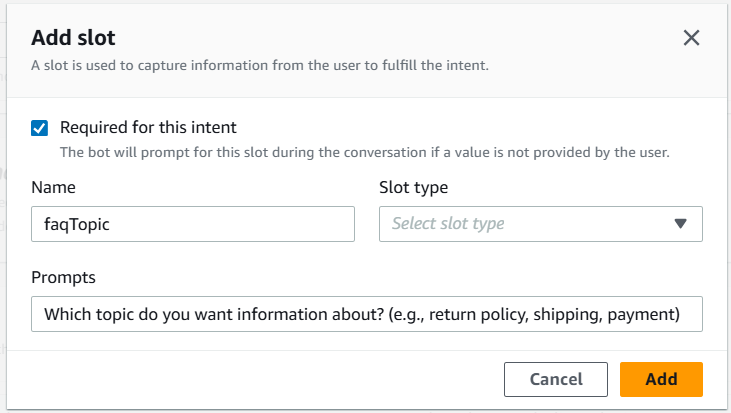 Add slot
A slot is used to capture information from the user to fulfill the intent.
Required for this intent
The bot will prompt for this slot during the conversation if a value is not provided by the user.
Name
Slot type
faqTopic
Select slot type
Prompts
Which topic do you want information about? (e.g., return policy, shipping, payment)
Cancel
Add